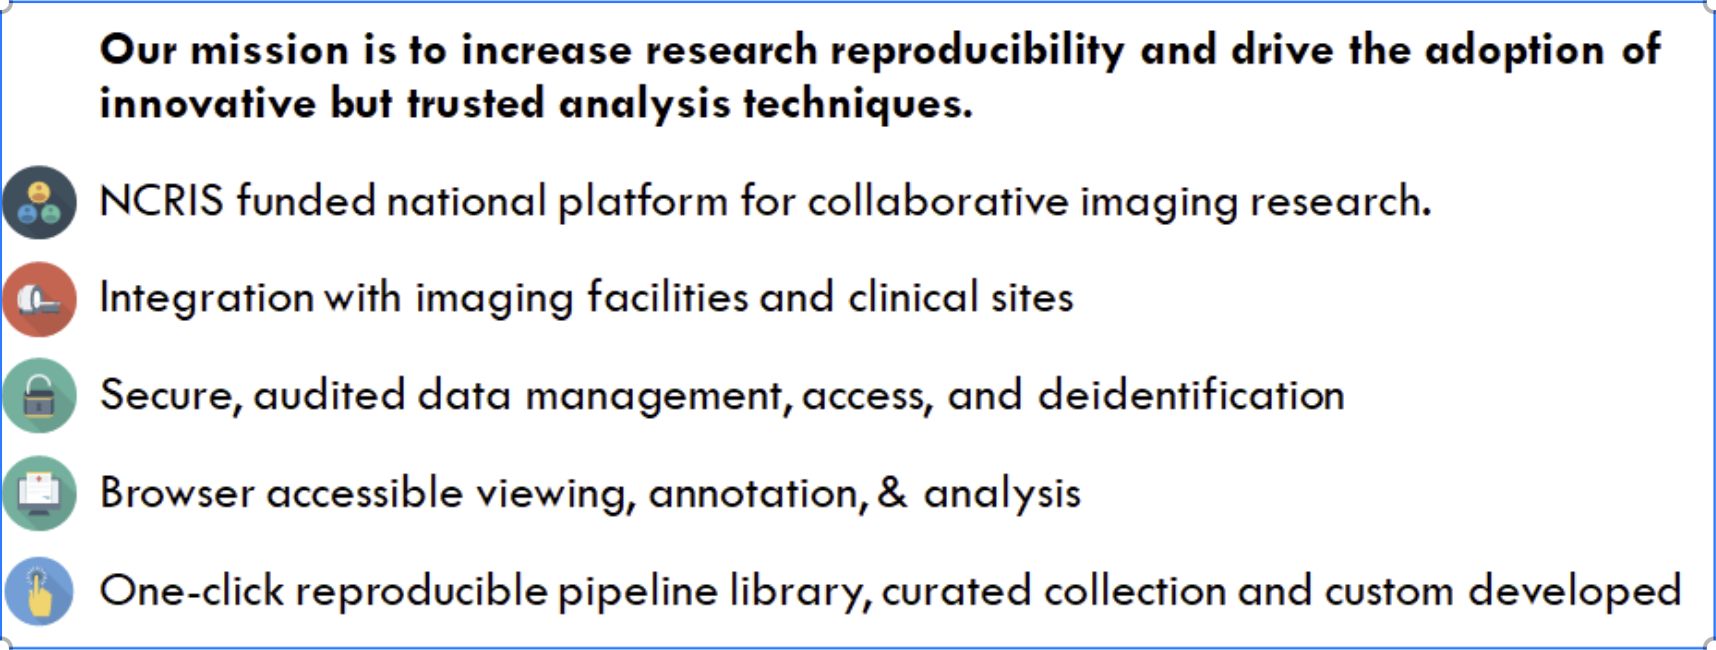 Our mission is to increase research reproducibility and drive the adoption of
innovative but trusted analysis techniques.
NCRIS funded national platform for collaborative imaging research.
Integration with imaging facilities and clinical sites
Secure, audited data management, access, and deidentification
Browser accessible viewing, annotation, & analysis
One-click reproducible pipeline library, curated collection and custom developed